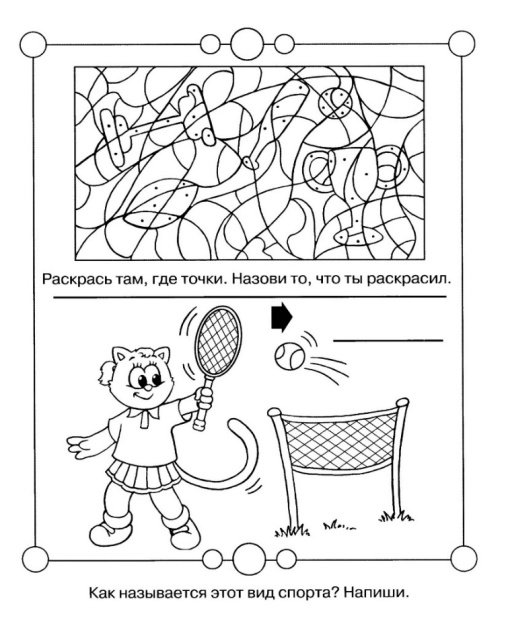 Раскрась там, где точки. Назови то, что ты раскрасил.
Как называется этот вид спорта? Напиши.